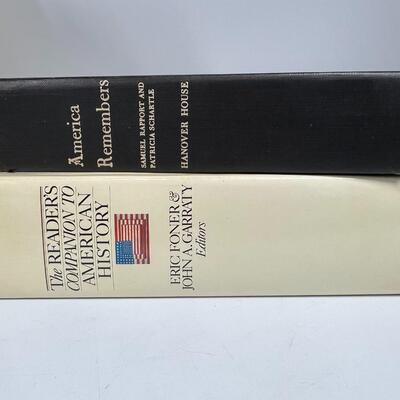 America
Remembers
SAMUEL RAPPORT AND
PATRICIA SCHARTLE
HANOVER HOUSE
The READER'S
COMPANION TO
AMERICAN
HISTORY
ERIC FONER &
JOHN A. GARRATY
Editors